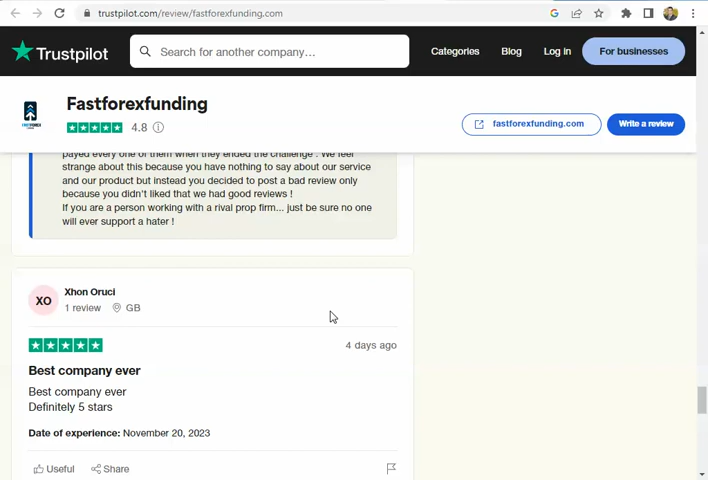 trustpilot.com/review/fastforexfunding.com
Trustpilot
Search for another company...
Categories
Blog
Log in
For businesses
Fastforexfunding
4.8
fastforexfunding.com
Write a review
payed every one of them when they ended the challenge . We feel
strange about this because you have nothing to say about our service
and our product but instead you decided to post a bad review only
because you didn't liked that we had good reviews !
If you are a person working with a rival prop firm... just be sure no one
will ever support a hater !
XO
Xhon Oruci
1 review
GB
4 days ago
Best company ever
Best company ever
Definitely 5 stars
Date of experience: November 20, 2023
Useful
Share